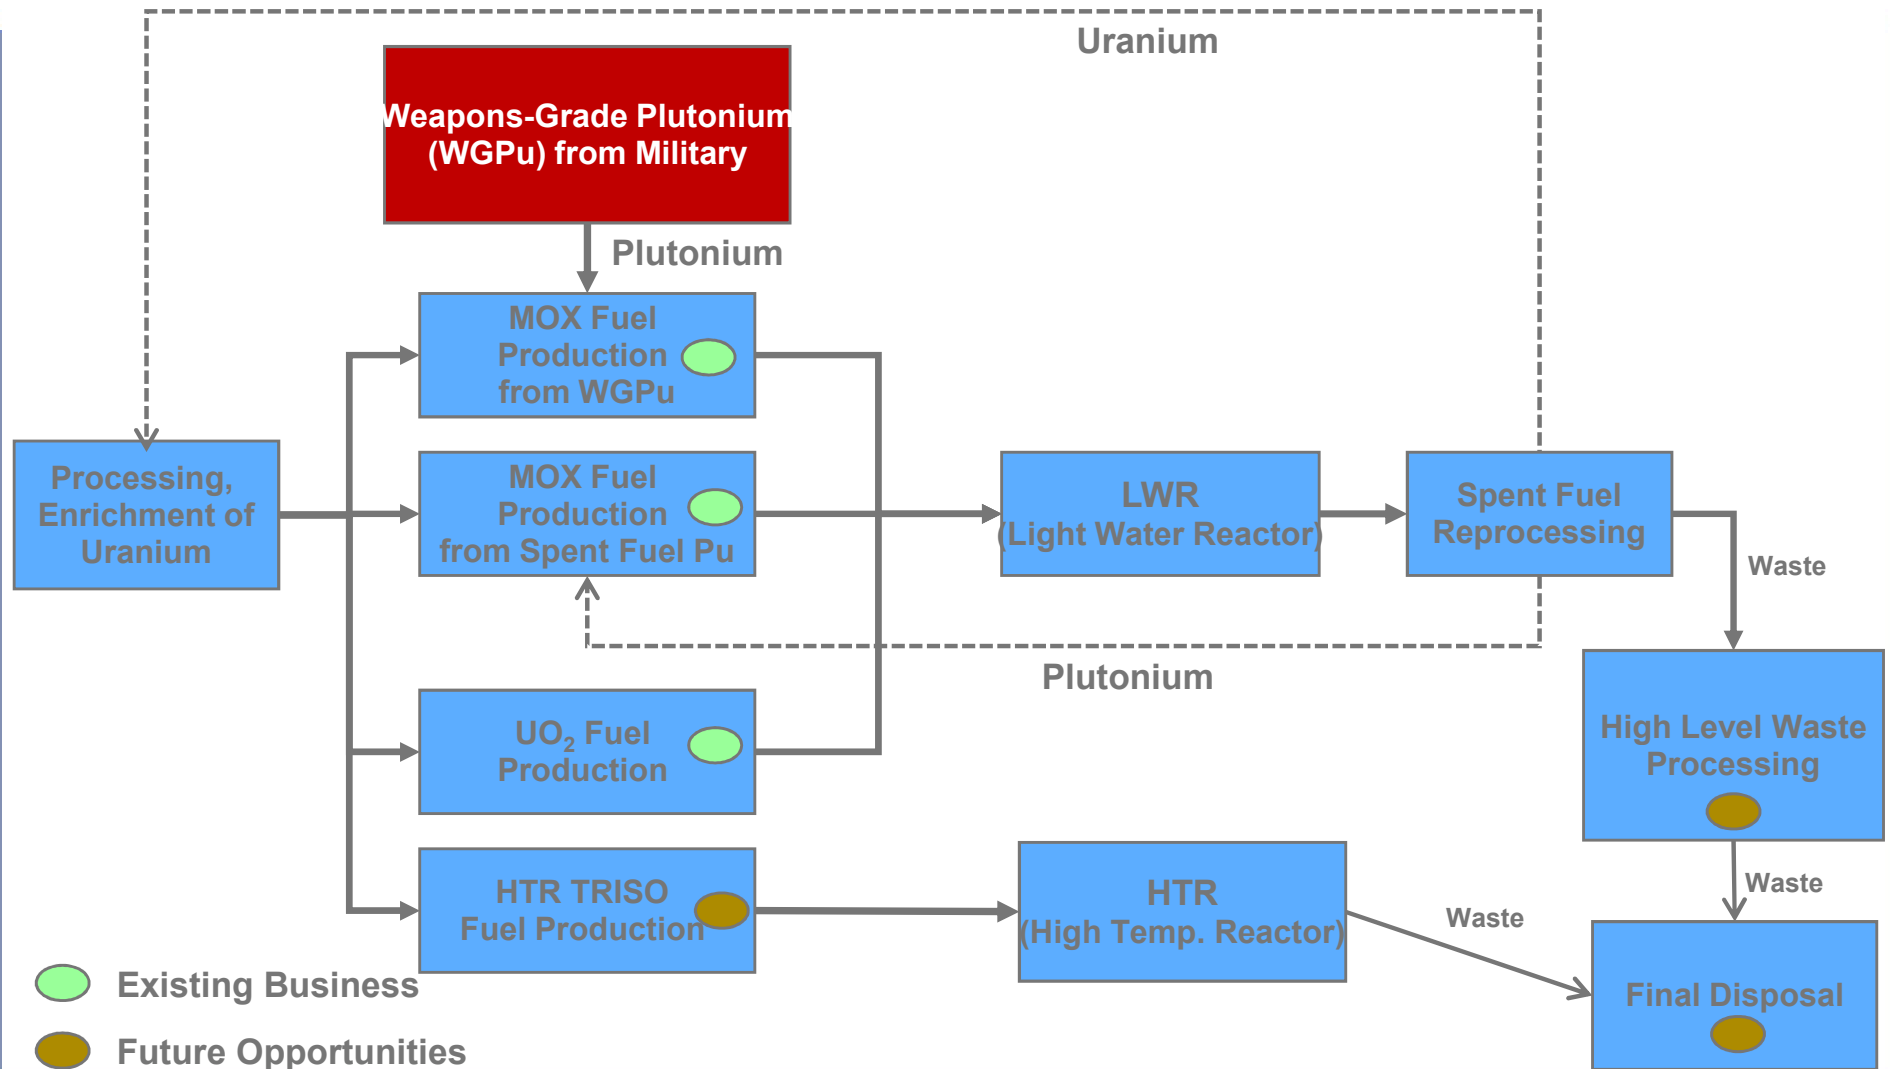 Uranium
Weapons-Grade Plutonium
(WGPu) from Military
Plutonium
MOX Fuel
Production
from WGPu
Processing,
Enrichment of
Uranium
MOX Fuel
Production
from Spent Fuel Pu
LWR
(Light Water Reactor)
Spent Fuel
Reprocessing
Waste
Plutonium
UO₂ Fuel
Production
High Level Waste
Processing
HTR TRISO
Fuel Production
HTR
(High Temp. Reactor)
Waste
Waste
Final Disposal
Existing Business
Future Opportunities